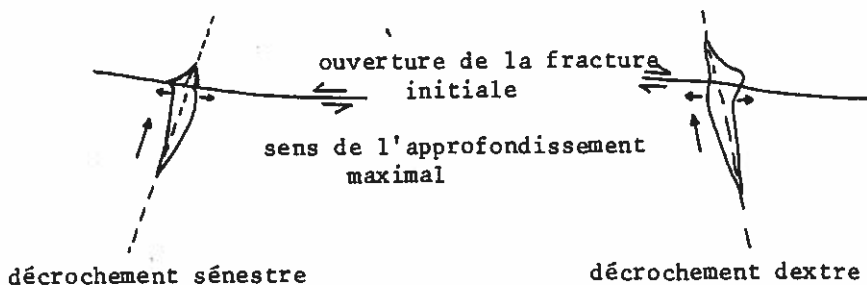 ouverture de la fracture
initiale
sens de l'approfondissement
maximal
décrochement sénestre
décrochement dextre